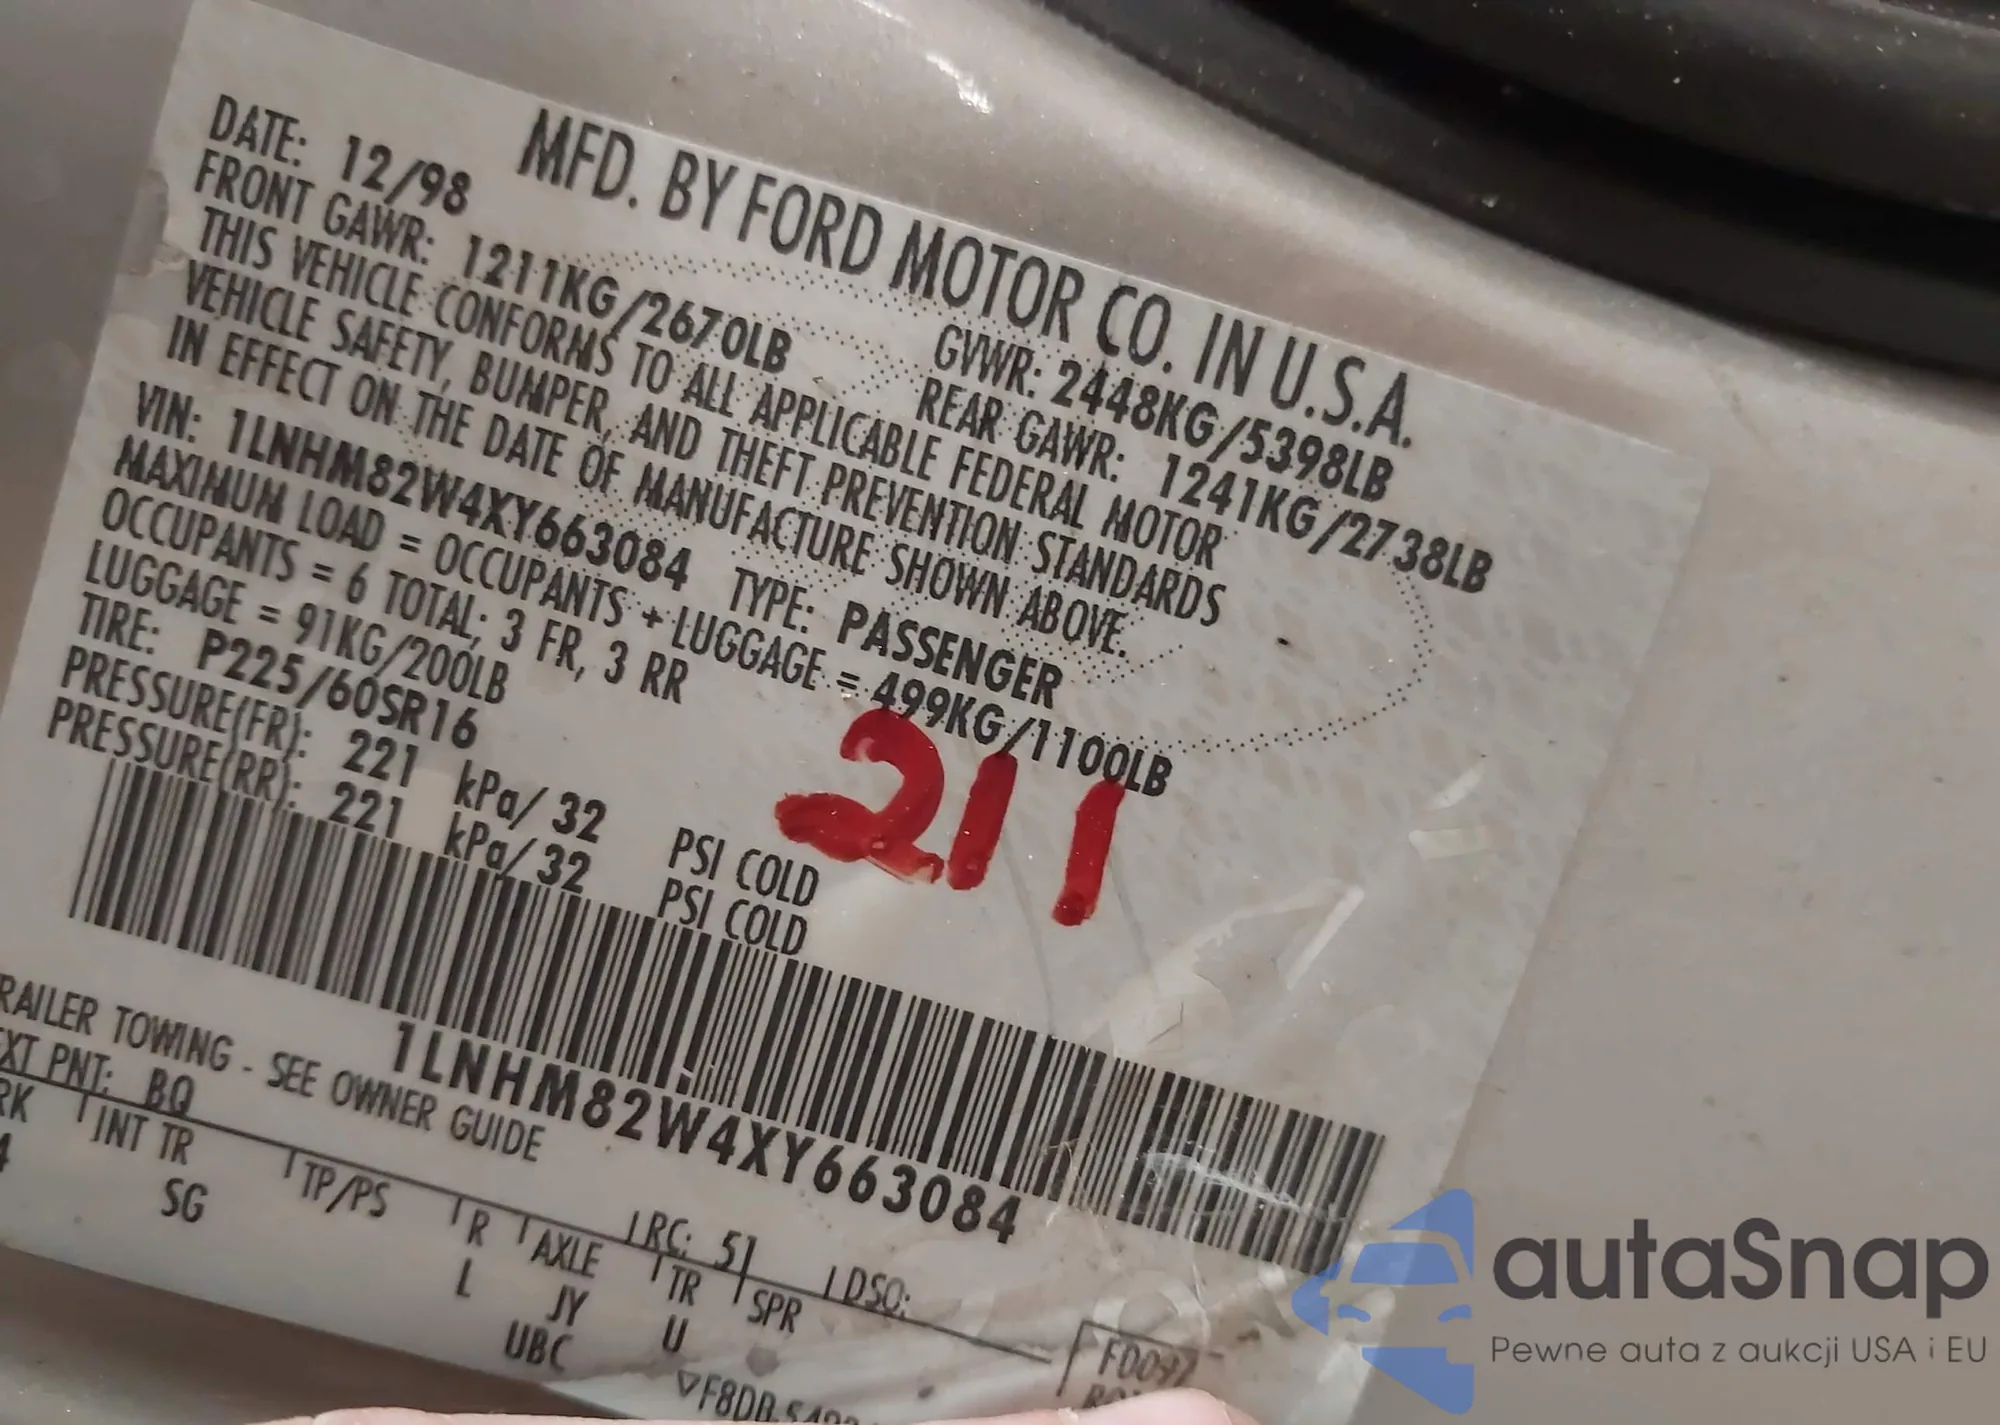 MFD. BY FORD MOTOR CO. IN U.S.A.
DATE: 12/98 GVWR: 2448KG/5398LB
FRONT GAWR: 1211KG/2670LB REAR GAWR: 1241KG/2738LB
THIS VEHICLE CONFORMS TO ALL APPLICABLE FEDERAL MOTOR
VEHICLE SAFETY, BUMPER, AND THEFT PREVENTION STANDARDS
IN EFFECT ON THE DATE OF MANUFACTURE SHOWN ABOVE.
VIN: 1LNHM82W4XY663084 TYPE: PASSENGER
MAXIMUM LOAD = OCCUPANTS + LUGGAGE = 499KG/1100LB
OCCUPANTS = 6 TOTAL; 3 FR, 3 RR
LUGGAGE = 91KG/200LB
TIRE: P225/60SR16
PRESSURE(FR): 221 kPa/32 PSI COLD
PRESSURE(RR): 221 kPa/32 PSI COLD
211
1LNHM82W4XY663084
RAILER TOWING - SEE OWNER GUIDE
XT PNT: BQ RC: 51 DSO:
RK INT TR TP/PS R AXLE TR SPR
4 SG L JY U
UBC
F8DB
autaSnap
Pewne auta z aukcji USA i EU